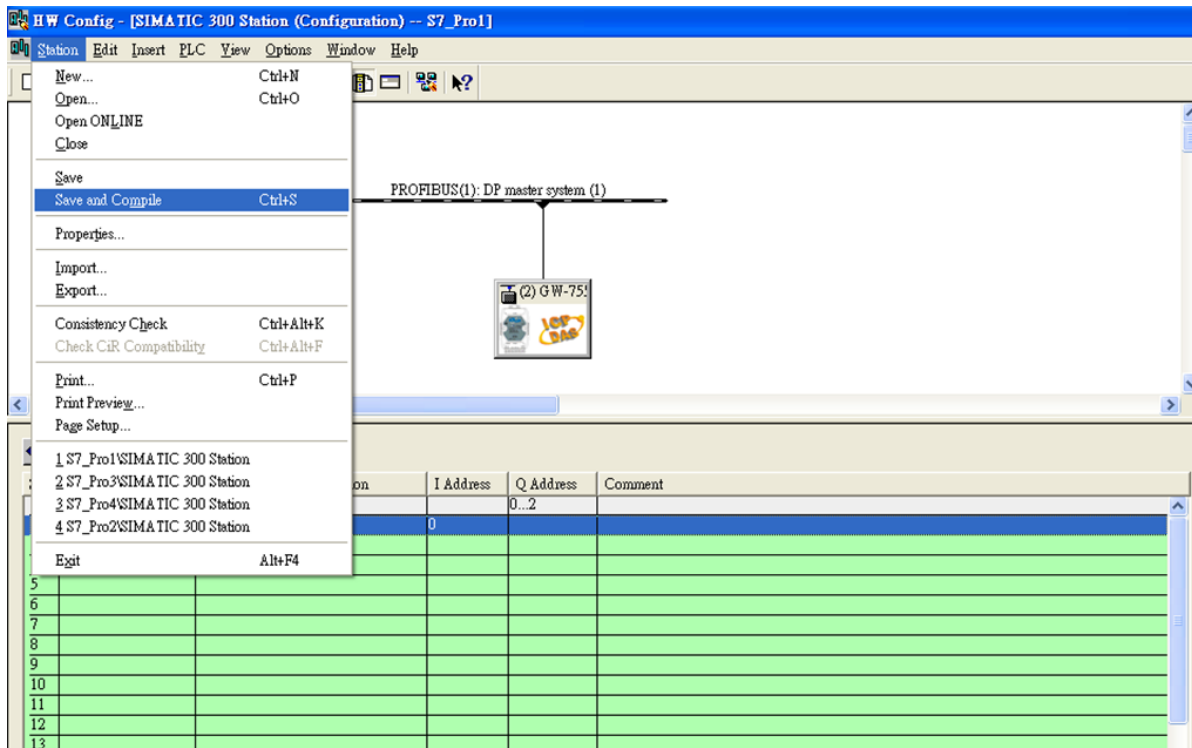 HW Config - [SIMATIC 300 Station (Configuration) -- S7_Pro1]
Station Edit Insert PLC View Options Window Help
New... Ctrl+N
Open... Ctrl+O
Open ONLINE
Close
Save
Save and Compile Ctrl+S
Properties...
Import...
Export...
Consistency Check Ctrl+Alt+K
Check CiR Compatibility Ctrl+Alt+F
Print... Ctrl+P
Print Preview...
Page Setup...
1 S7_Pro1\SIMATIC 300 Station
2 S7_Pro3\SIMATIC 300 Station
3 S7_Pro4\SIMATIC 300 Station
4 S7_Pro2\SIMATIC 300 Station
Exit Alt+F4
PROFIBUS(1): DP master system (1)
(2) GW-755
ICP
DAS
on I Address Q Address Comment
0...2
0
5
6
7
8
9
10
11
12
13